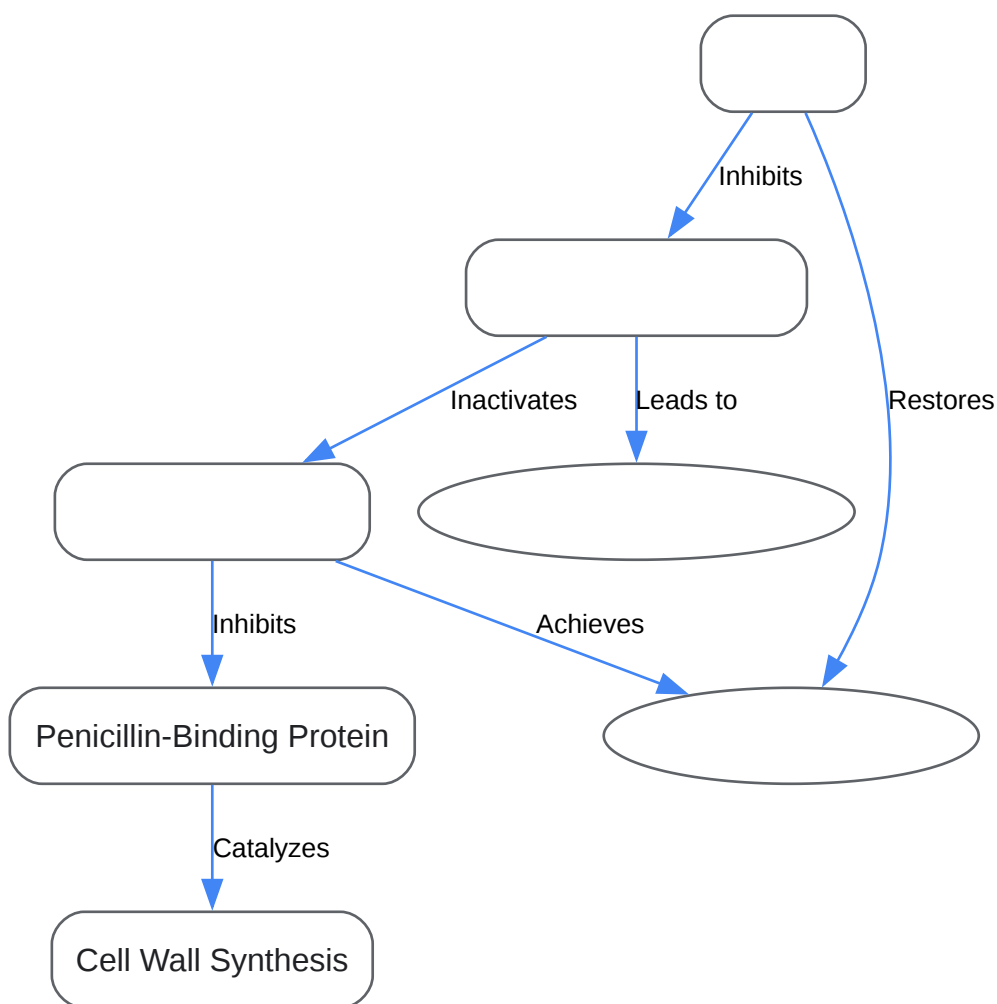 Inhibits
Inactivates
Leads to
Restores
Inhibits
Achieves
Penicillin-Binding Protein
Catalyzes
Cell Wall Synthesis